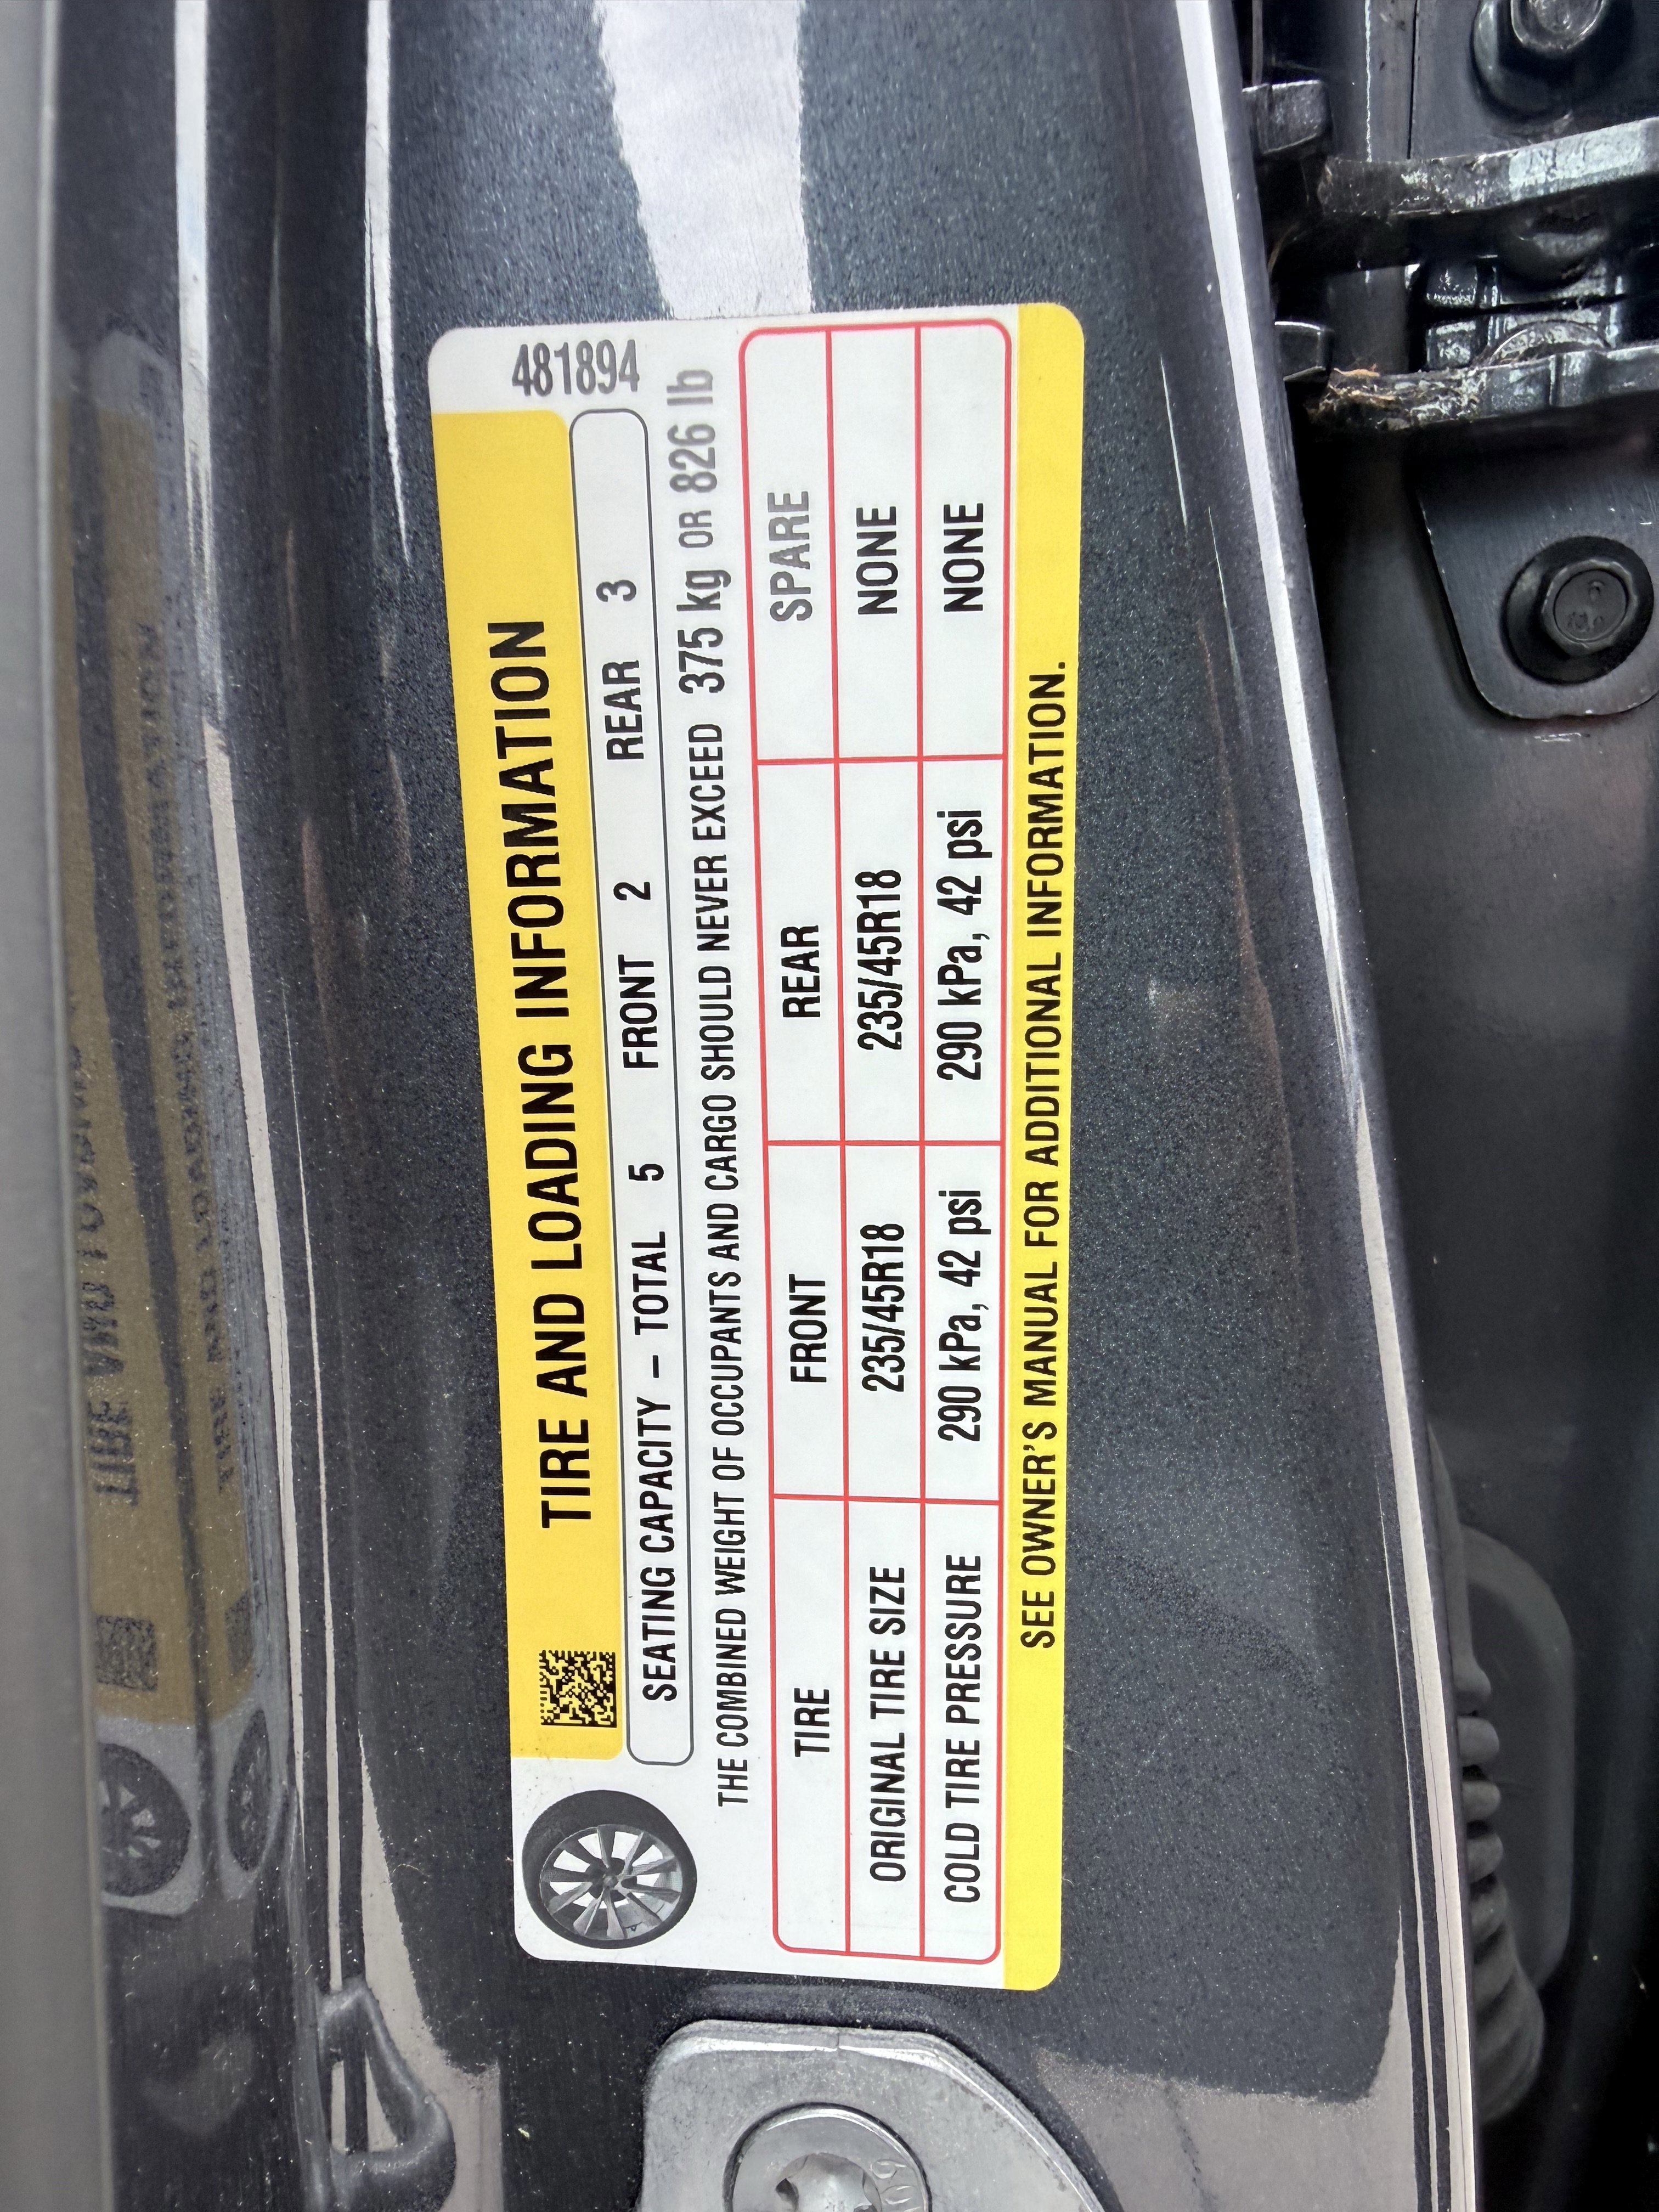 481894
TIRE AND LOADING INFORMATION
SEATING CAPACITY – TOTAL 5 FRONT 2 REAR 3
THE COMBINED WEIGHT OF OCCUPANTS AND CARGO SHOULD NEVER EXCEED 375 kg OR 826 lb
TIRE FRONT REAR SPARE
ORIGINAL TIRE SIZE 235/45R18 235/45R18 NONE
COLD TIRE PRESSURE 290 kPa, 42 psi 290 kPa, 42 psi NONE
SEE OWNER'S MANUAL FOR ADDITIONAL INFORMATION.